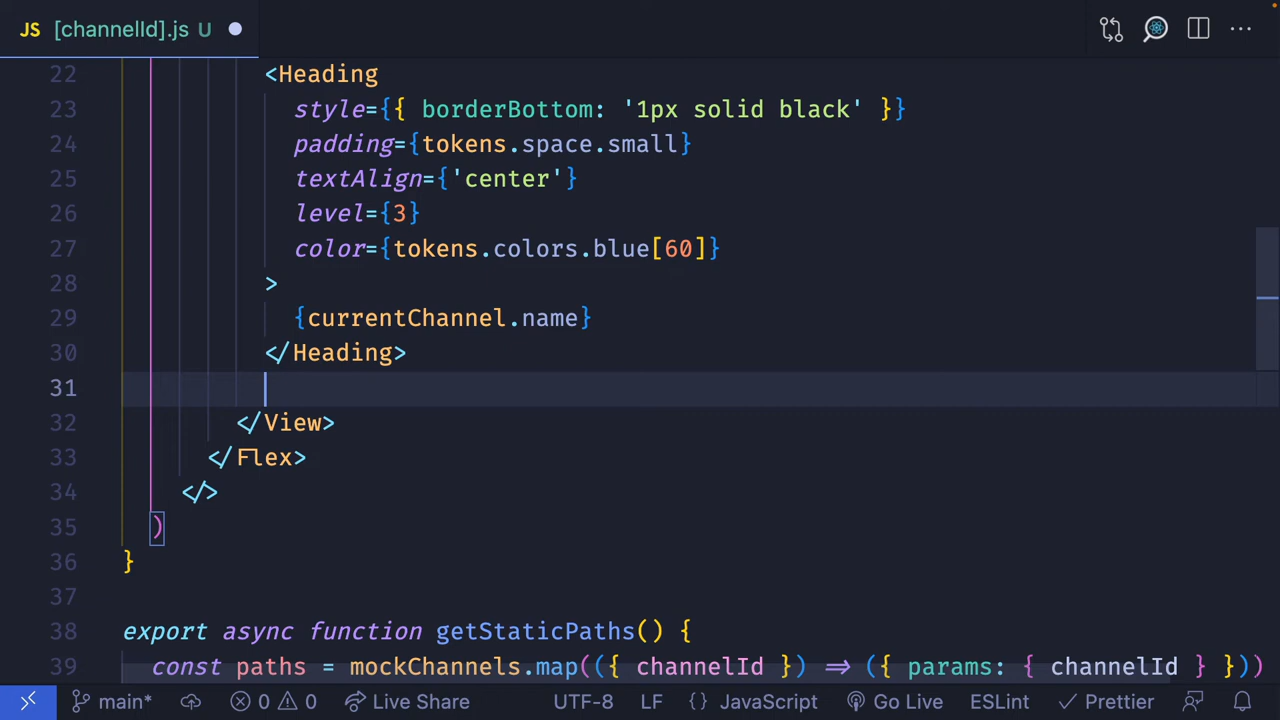 JS [channelId].js U
22 <Heading
23 style={{ borderBottom: '1px solid black' }}
24 padding={tokens.space.small}
25 textAlign={'center'}
26 level={3}
27 color={tokens.colors.blue[60]}
28 >
29 {currentChannel.name}
30 </Heading>
31
32 </View>
33 </Flex>
34 </>
35 )
36 }
37
38 export async function getStaticPaths() {
39 const paths = mockChannels.map(({ channelId }) => ({ params: { channelId } }))
main* 0 0 Live Share UTF-8 LF {} JavaScript Go Live ESLint Prettier